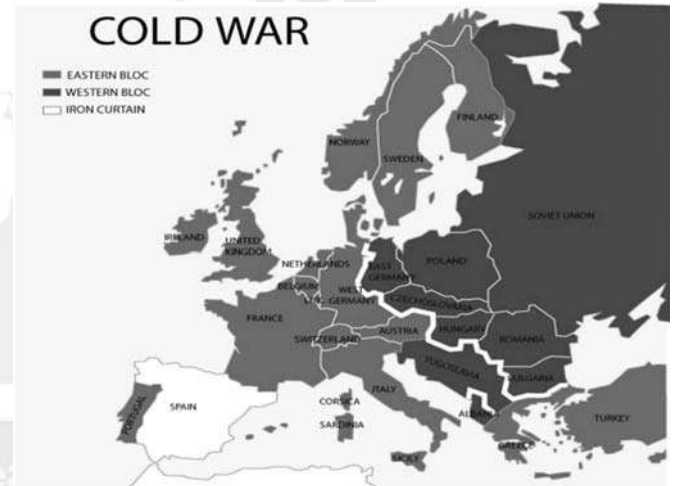 COLD WAR
EASTERN BLOC
WESTERN BLOC
IRON CURTAIN
FINLAND
NORWAY
SWEDEN
SOVIET UNION
IRELAND
UNITED
KINGDOM
NETHERLANDS
EAST
GERMANY
POLAND
BELGIUM
LUX.
WEST
GERMANY
CZECHOSLOVAKIA
FRANCE
AUSTRIA
HUNGARY
SWITZERLAND
ROMANIA
YUGOSLAVIA
BULGARIA
ITALY
CORSICA
PORTUGAL
SPAIN
ALBANIA
SARDINIA
TURKEY
GREECE
SICILY